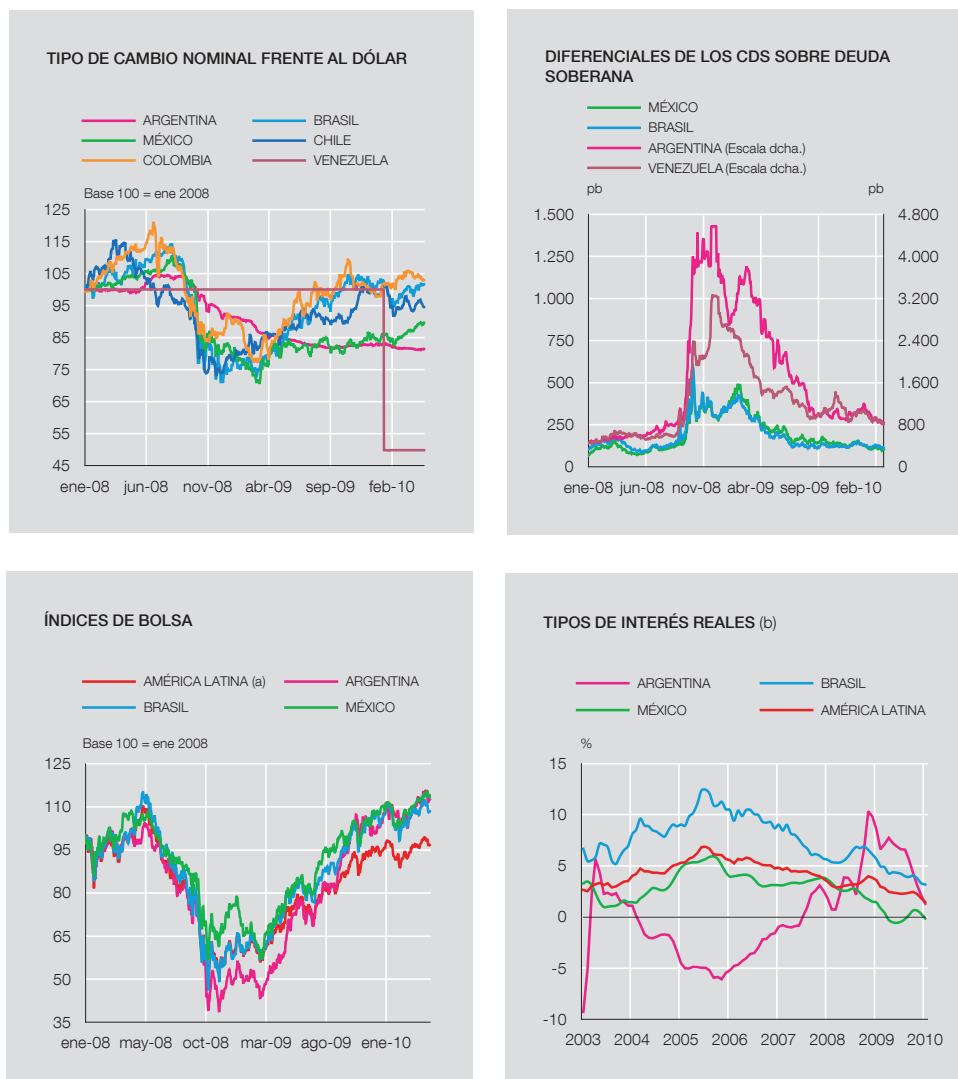 TIPO DE CAMBIO NOMINAL FRENTE AL DÓLAR
ARGENTINA BRASIL
MÉXICO CHILE
COLOMBIA VENEZUELA
Base 100 = ene 2008
125
115
105
95
85
75
65
55
45
ene-08 jun-08 nov-08 abr-09 sep-09 feb-10
DIFERENCIALES DE LOS CDS SOBRE DEUDA
SOBERANA
MÉXICO
BRASIL
ARGENTINA (Escala dcha.)
VENEZUELA (Escala dcha.)
pb pb
1.500 4.800
1.250 4.000
1.000 3.200
750 2.400
500 1.600
250 800
0 0
ene-08 jun-08 nov-08 abr-09 sep-09 feb-10
ÍNDICES DE BOLSA
AMÉRICA LATINA (a) ARGENTINA
BRASIL MÉXICO
Base 100 = ene 2008
125
110
95
80
65
50
35
ene-08 may-08 oct-08 mar-09 ago-09 ene-10
TIPOS DE INTERÉS REALES (b)
ARGENTINA BRASIL
MÉXICO AMÉRICA LATINA
%
15
10
5
0
-5
-10
2003 2004 2005 2006 2007 2008 2009 2010